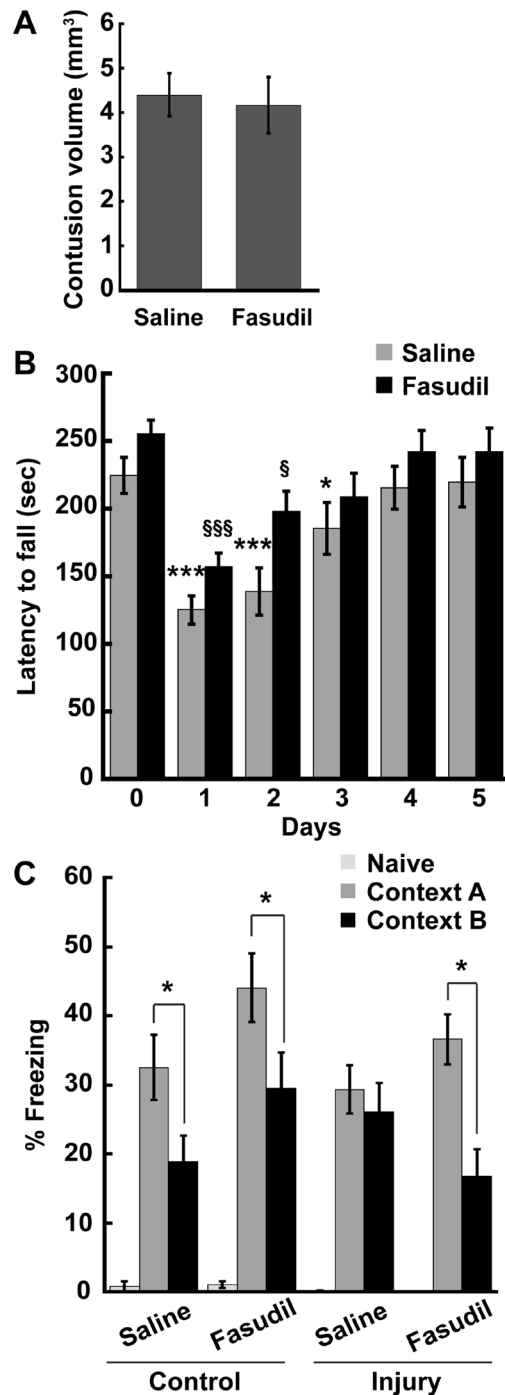 A
Contusion volume (mm³)
6
5
4
3
2
1
0
Saline Fasudil
B
Saline
Fasudil
Latency to fall (sec)
300
250
200
150
100
50
0
*** §§§ *** § *
0 1 2 3 4 5
Days
C
Naive
Context A
Context B
% Freezing
60
50
40
30
20
10
0
* * *
Saline Fasudil Saline Fasudil
Control Injury